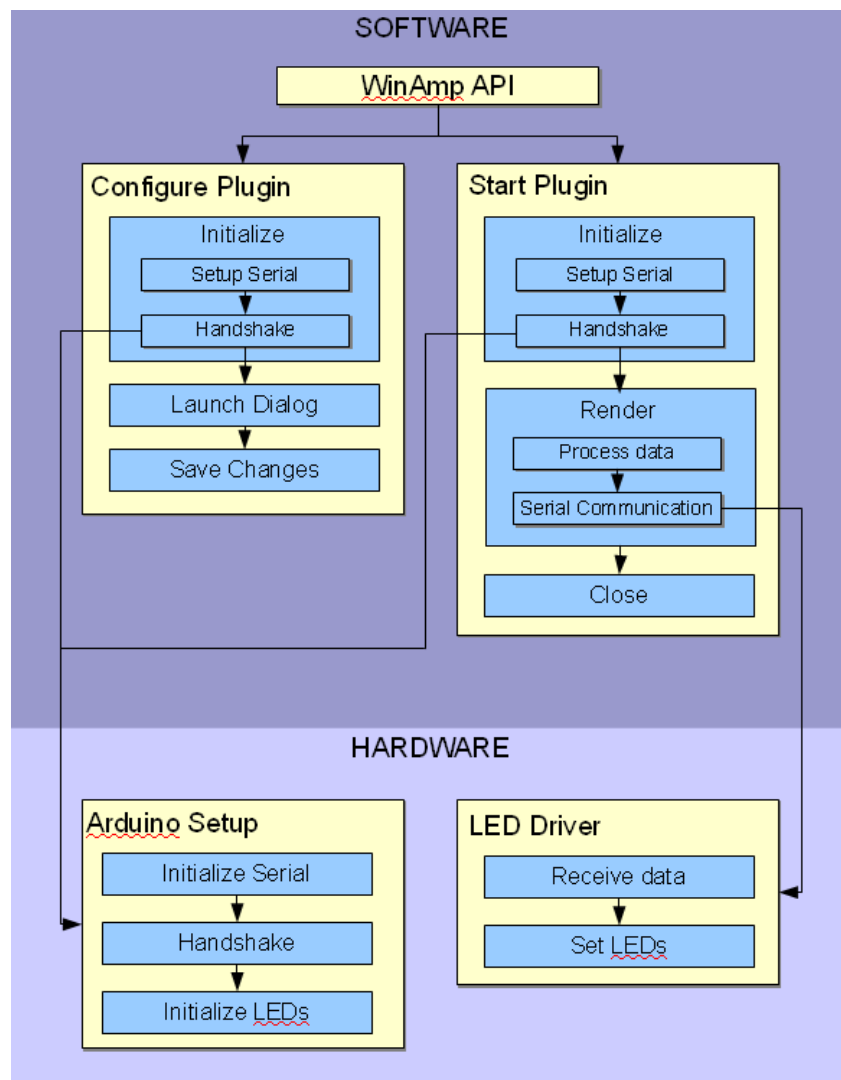 SOFTWARE
WinAmp API
Configure Plugin
Initialize
Setup Serial
Handshake
Launch Dialog
Save Changes
Start Plugin
Initialize
Setup Serial
Handshake
Render
Process data
Serial Communication
Close
HARDWARE
Arduino Setup
Initialize Serial
Handshake
Initialize LEDs
LED Driver
Receive data
Set LEDs